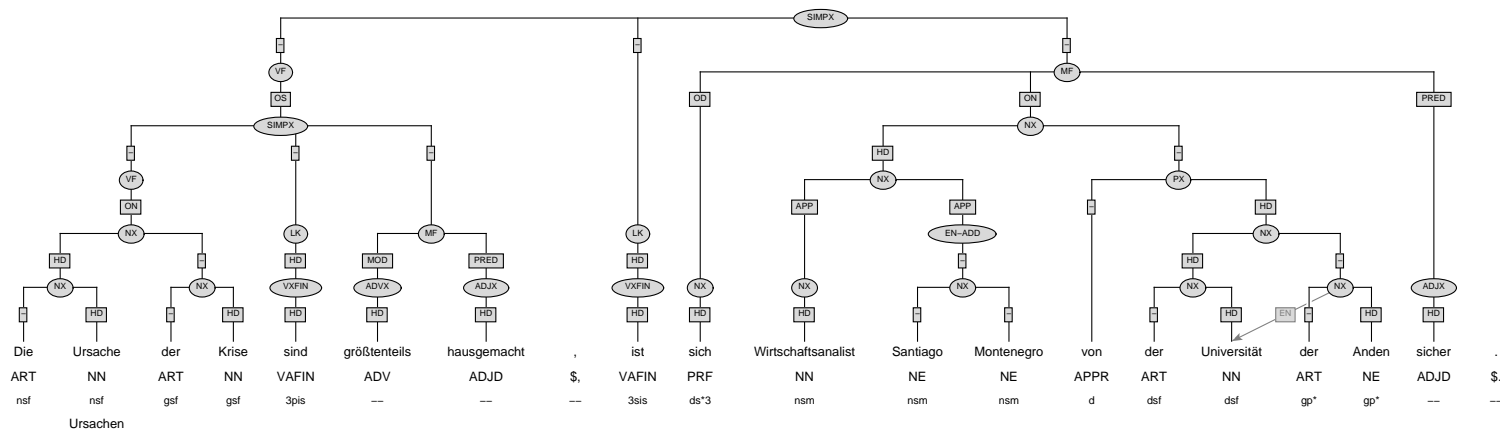 SIMPX
– – –
VF MF
OS OD ON PRED
SIMPX NX
– – – HD –
VF NX PX
ON APP APP – HD
NX LK MF LK EN–ADD NX
HD – HD MOD PRED HD – HD –
NX NX VXFIN ADVX ADJX VXFIN NX NX NX NX NX ADJX
– HD – HD HD HD HD HD HD HD – – – HD EN – HD HD
Die Ursache der Krise sind größtenteils hausgemacht , ist sich Wirtschaftsanalist Santiago Montenegro von der Universität der Anden sicher .
ART NN ART NN VAFIN ADV ADJD $, VAFIN PRF NN NE NE APPR ART NN ART NE ADJD $.
nsf nsf gsf gsf 3pis –– –– –– 3sis ds*3 nsm nsm nsm d dsf dsf gp* gp* –– ––
Ursachen